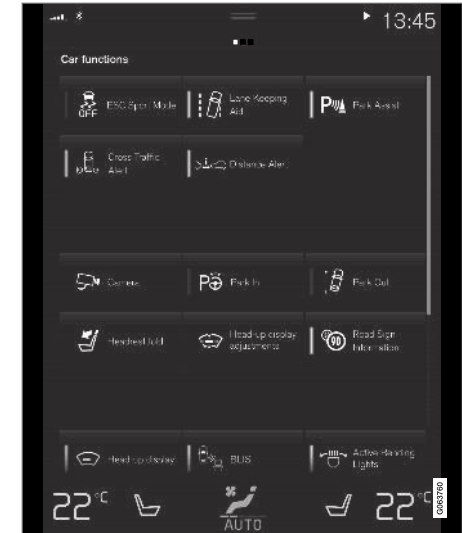 13:45
Car functions
OFF ESC Sport Mode
Lane Keeping
Aid
P Park Assist
Cross Traffic
Alert
Distance Alert
Camera
P Park In
Park Out
Headrest fold
Head-up display
adjustments
90 Road Sign
Information
Head-up display
BLIS
Active Bending
Lights
22°C
AUTO
22°C
G063760